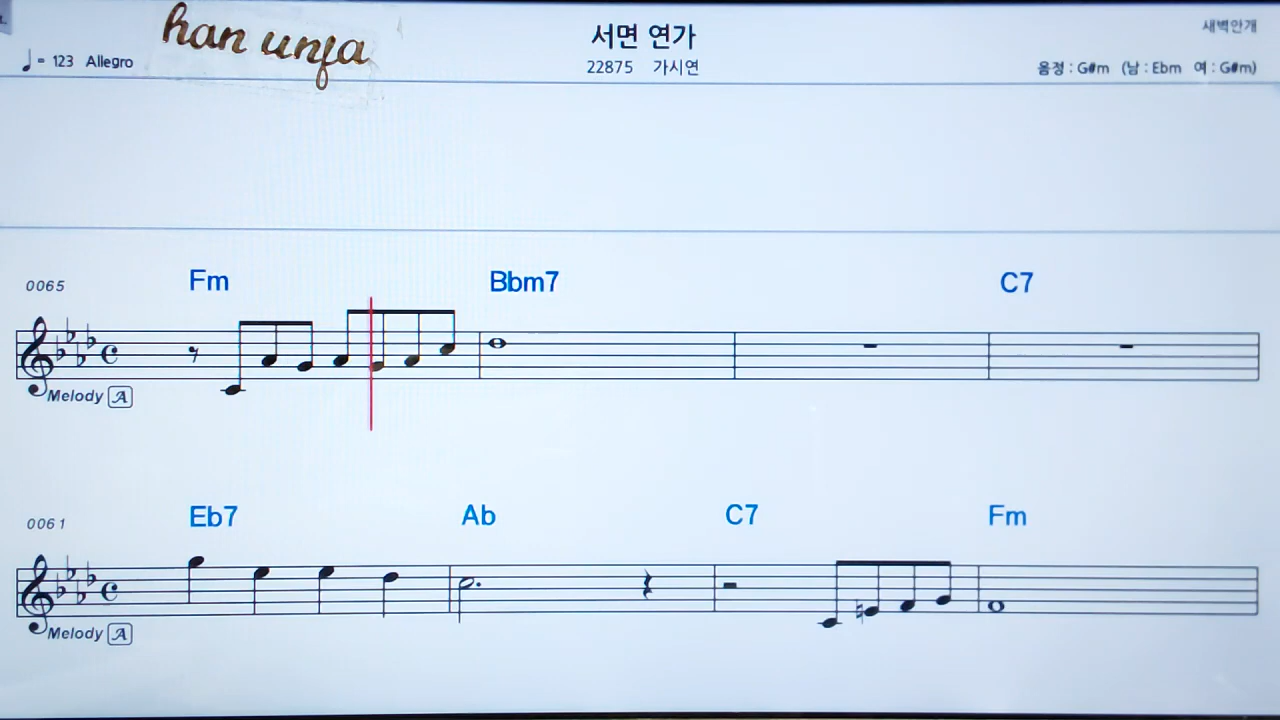 han unja
서면 연가
새벽안개
♩= 123 Allegro
22875 가시연
음정 : G#m (남 : Ebm 여 : G#m)
0065 Fm Bbm7 C7
Melody A
0061 Eb7 Ab C7 Fm
Melody A